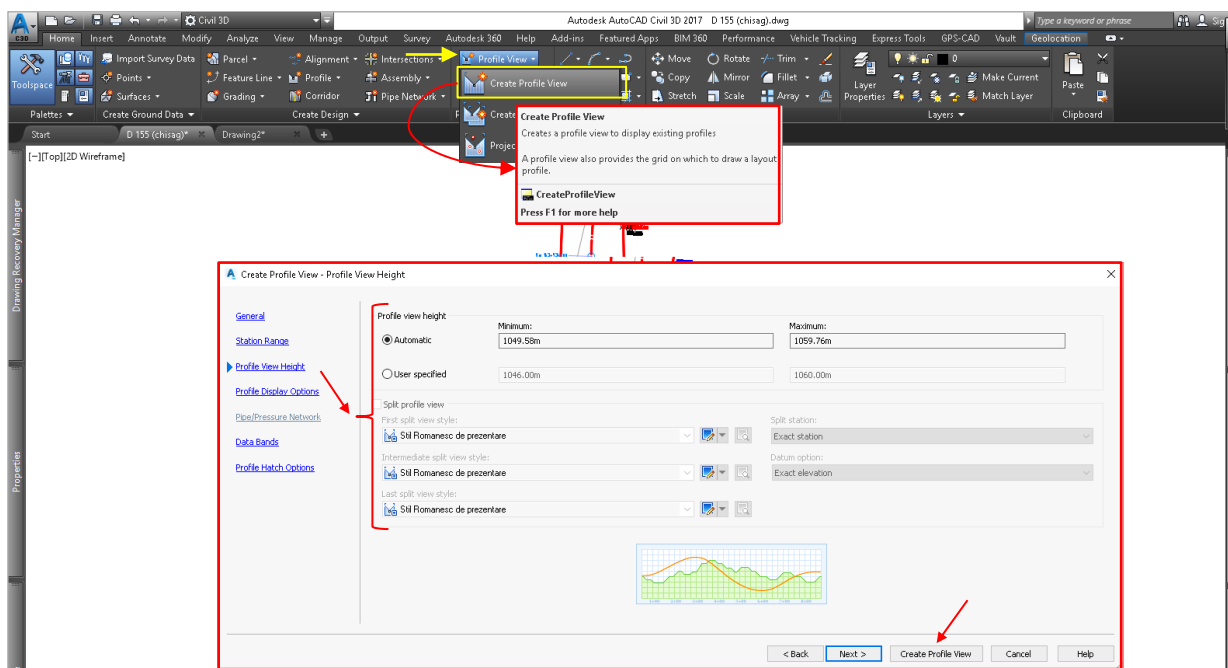 Civil 3D
Autodesk AutoCAD Civil 3D 2017 D 155 (chisag).dwg
Type a keyword or phrase
Sig
C3D
Home Insert Annotate Modify Analyze View Manage Output Survey Autodesk 360 Help Add-ins Featured Apps BIM 360 Performance Vehicle Tracking Express Tools GPS-CAD Vault Geolocation
Import Survey Data Parcel Alignment Intersections Profile View Move Rotate Trim 0
Toolspace Points Feature Line Profile Assembly Create Profile View Copy Mirror Fillet Layer Properties Make Current Paste
Surfaces Grading Corridor Pipe Network Stretch Scale Array Match Layer
Palettes Create Ground Data Create Design Layers Clipboard
Start D 155 (chisag)* Drawing2* +
[-][Top][2D Wireframe]
Create Profile View
Creates a profile view to display existing profiles
A profile view also provides the grid on which to draw a layout
profile.
CreateProfileView
Press F1 for more help
Drawing Recovery Manager
Properties
Create Profile View - Profile View Height
General
Station Range
Profile View Height
Profile Display Options
Pipe/Pressure Network
Data Bands
Profile Hatch Options
Profile view height
Minimum: Maximum:
Automatic 1049.58m 1059.76m
User specified 1046.00m 1060.00m
Split profile view
First split view style: Split station:
Stil Romanesc de prezentare Exact station
Intermediate split view style: Datum option:
Stil Romanesc de prezentare Exact elevation
Last split view style:
Stil Romanesc de prezentare
< Back Next > Create Profile View Cancel Help